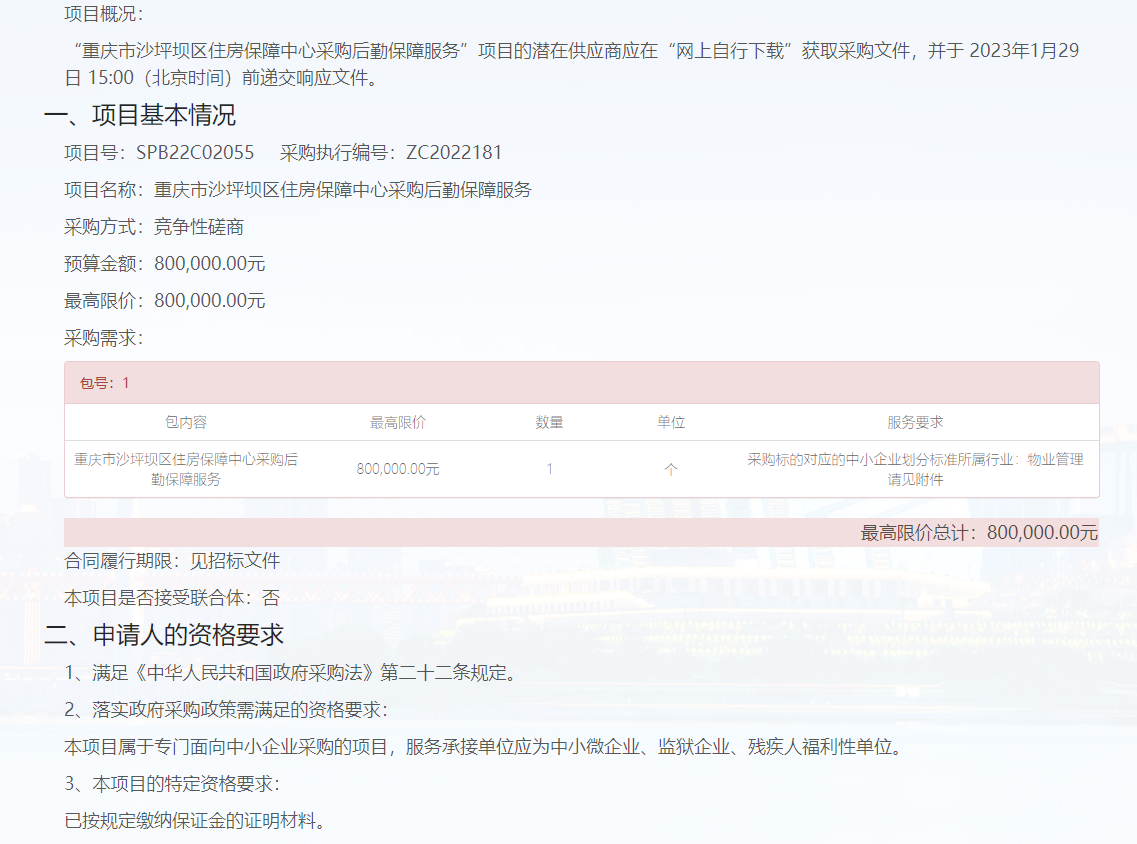 项目概况：
“重庆市沙坪坝区住房保障中心采购后勤保障服务”项目的潜在供应商应在“网上自行下载”获取采购文件，并于 2023年1月29
日 15:00（北京时间）前递交响应文件。
一、项目基本情况
项目号：SPB22C02055 采购执行编号：ZC2022181
项目名称：重庆市沙坪坝区住房保障中心采购后勤保障服务
采购方式：竞争性磋商
预算金额：800,000.00元
最高限价：800,000.00元
采购需求：
包号：1
包内容 最高限价 数量 单位 服务要求
重庆市沙坪坝区住房保障中心采购后
勤保障服务
800,000.00元 1 个
采购标的对应的中小企业划分标准所属行业：物业管理
请见附件
最高限价总计：800,000.00元
合同履行期限：见招标文件
本项目是否接受联合体：否
二、申请人的资格要求
1、满足《中华人民共和国政府采购法》第二十二条规定。
2、落实政府采购政策需满足的资格要求：
本项目属于专门面向中小企业采购的项目，服务承接单位应为中小微企业、监狱企业、残疾人福利性单位。
3、本项目的特定资格要求：
已按规定缴纳保证金的证明材料。